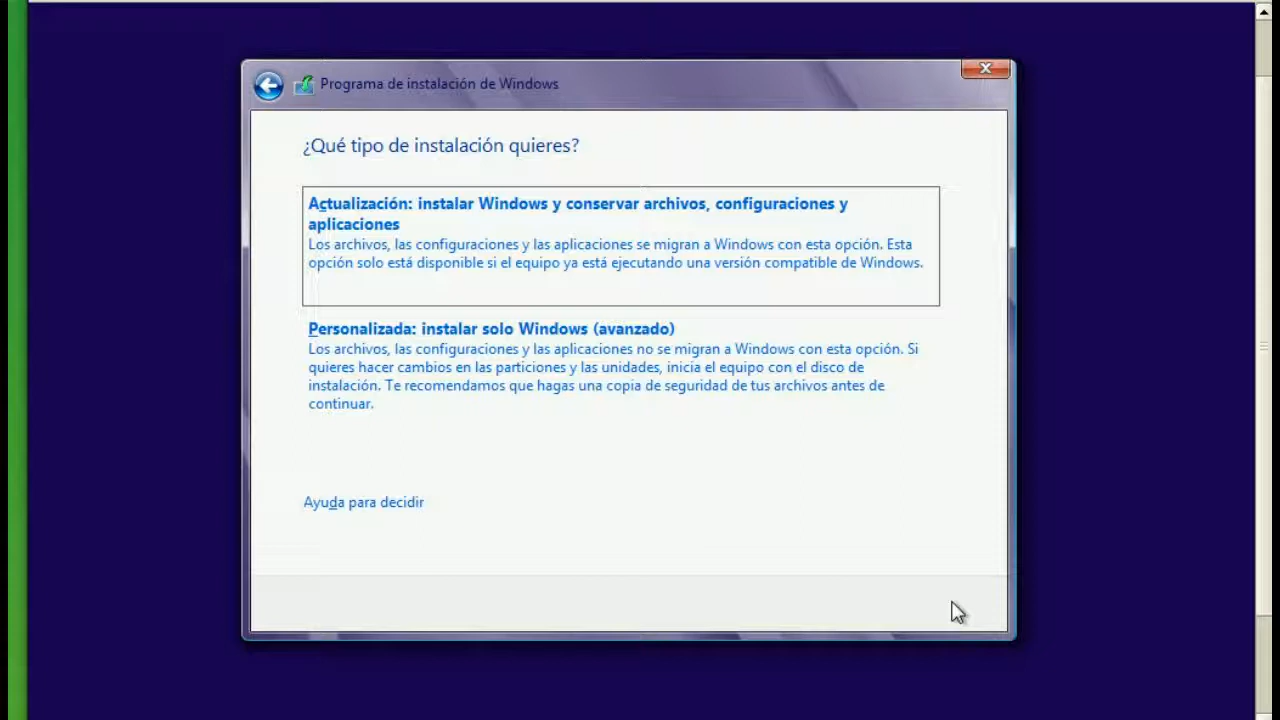 Programa de instalación de Windows
¿Qué tipo de instalación quieres?
Actualización: instalar Windows y conservar archivos, configuraciones y
aplicaciones
Los archivos, las configuraciones y las aplicaciones se migran a Windows con esta opción. Esta
opción solo está disponible si el equipo ya está ejecutando una versión compatible de Windows.
Personalizada: instalar solo Windows (avanzado)
Los archivos, las configuraciones y las aplicaciones no se migran a Windows con esta opción. Si
quieres hacer cambios en las particiones y las unidades, inicia el equipo con el disco de
instalación. Te recomendamos que hagas una copia de seguridad de tus archivos antes de
continuar.
Ayuda para decidir